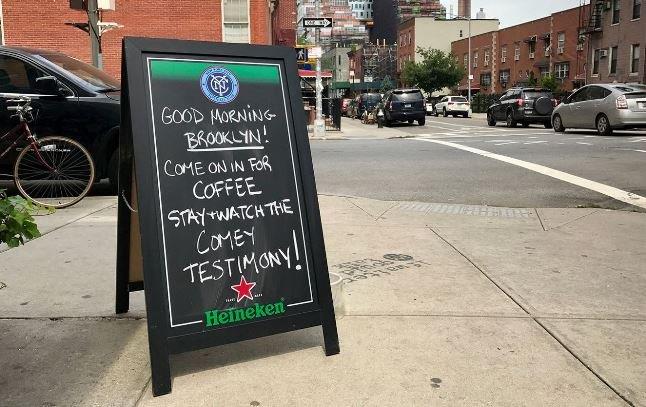 GOOD MORNING
BROOKLYN!
COME ON IN FOR
COFFEE
STAY+WATCH THE
COMEY
TESTIMONY!
Heineken